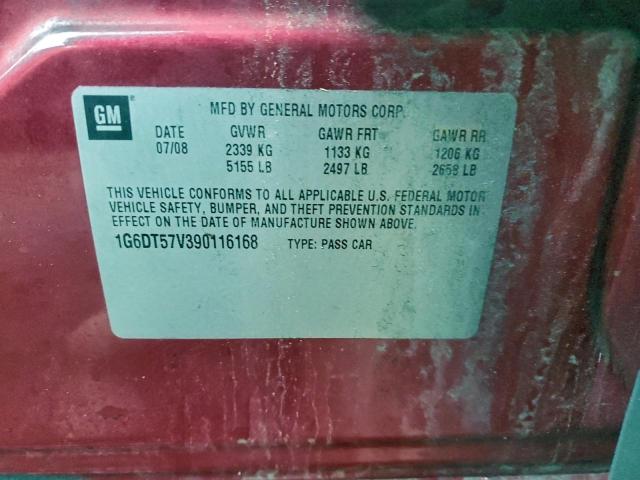 GM
MFD BY GENERAL MOTORS CORP.
DATE GVWR GAWR FRT GAWR RR
07/08 2339 KG 1133 KG 1206 KG
5155 LB 2497 LB 2658 LB
THIS VEHICLE CONFORMS TO ALL APPLICABLE U.S. FEDERAL MOTOR
VEHICLE SAFETY, BUMPER, AND THEFT PREVENTION STANDARDS IN
EFFECT ON THE DATE OF MANUFACTURE SHOWN ABOVE.
1G6DT57V390116168 TYPE: PASS CAR